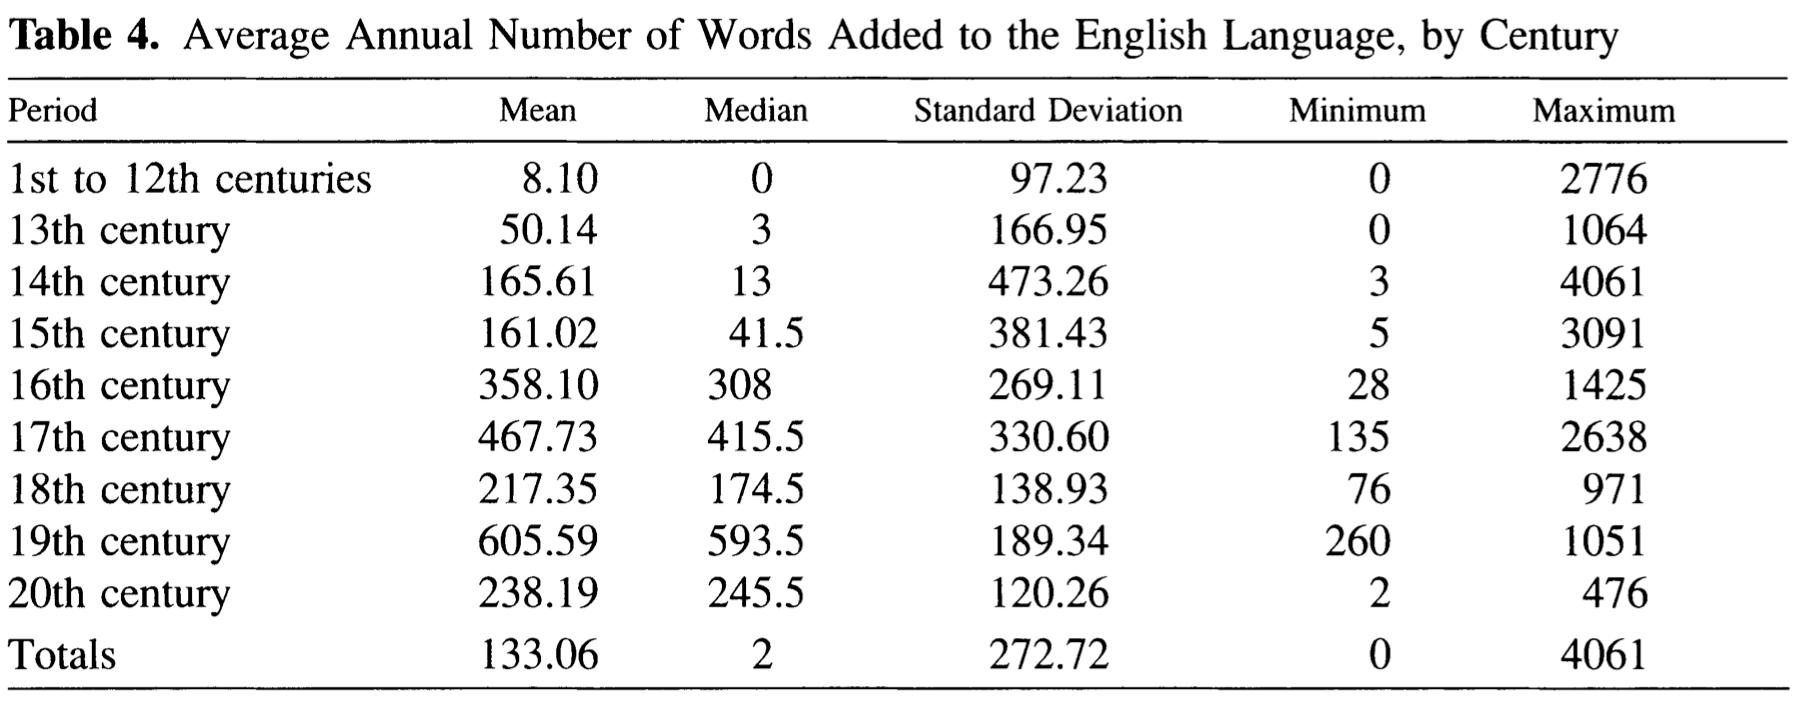 Table 4. Average Annual Number of Words Added to the English Language, by Century
Period Mean Median Standard Deviation Minimum Maximum
1st to 12th centuries 8.10 0 97.23 0 2776
13th century 50.14 3 166.95 0 1064
14th century 165.61 13 473.26 3 4061
15th century 161.02 41.5 381.43 5 3091
16th century 358.10 308 269.11 28 1425
17th century 467.73 415.5 330.60 135 2638
18th century 217.35 174.5 138.93 76 971
19th century 605.59 593.5 189.34 260 1051
20th century 238.19 245.5 120.26 2 476
Totals 133.06 2 272.72 0 4061